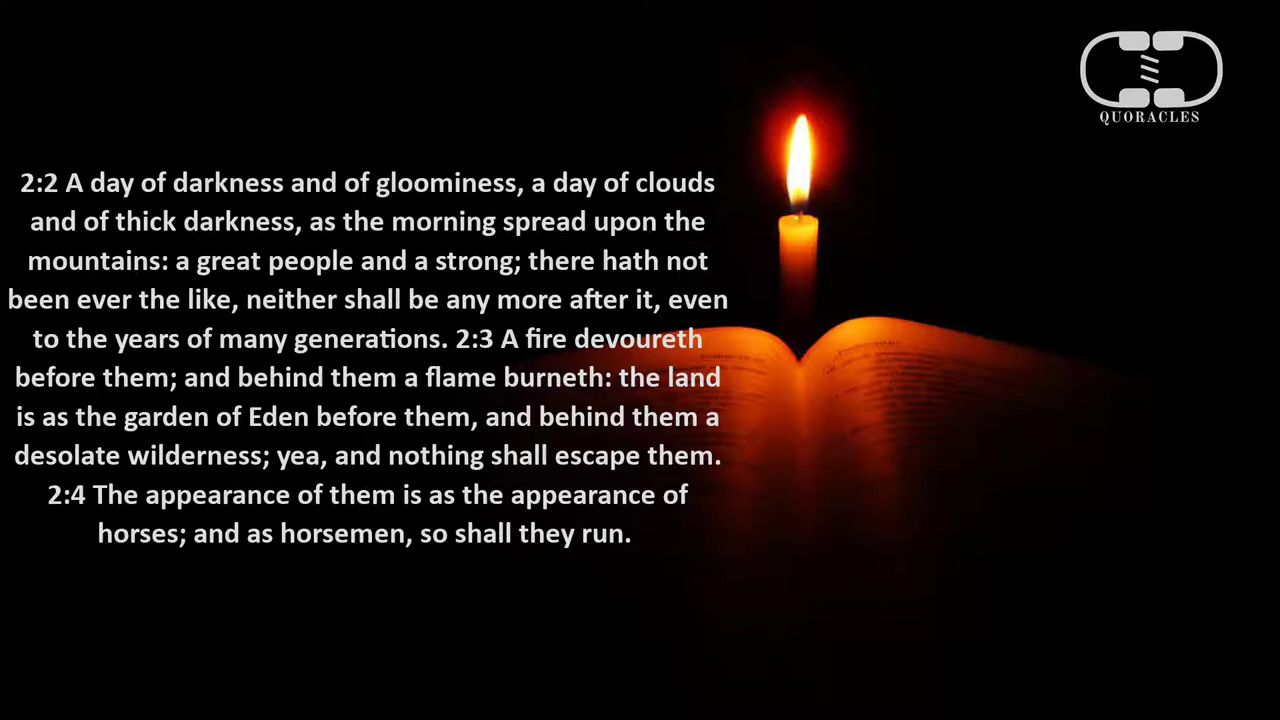 QUORACLES
2:2 A day of darkness and of gloominess, a day of clouds
and of thick darkness, as the morning spread upon the
mountains: a great people and a strong; there hath not
been ever the like, neither shall be any more after it, even
to the years of many generations. 2:3 A fire devoureth
before them; and behind them a flame burneth: the land
is as the garden of Eden before them, and behind them a
desolate wilderness; yea, and nothing shall escape them.
2:4 The appearance of them is as the appearance of
horses; and as horsemen, so shall they run.